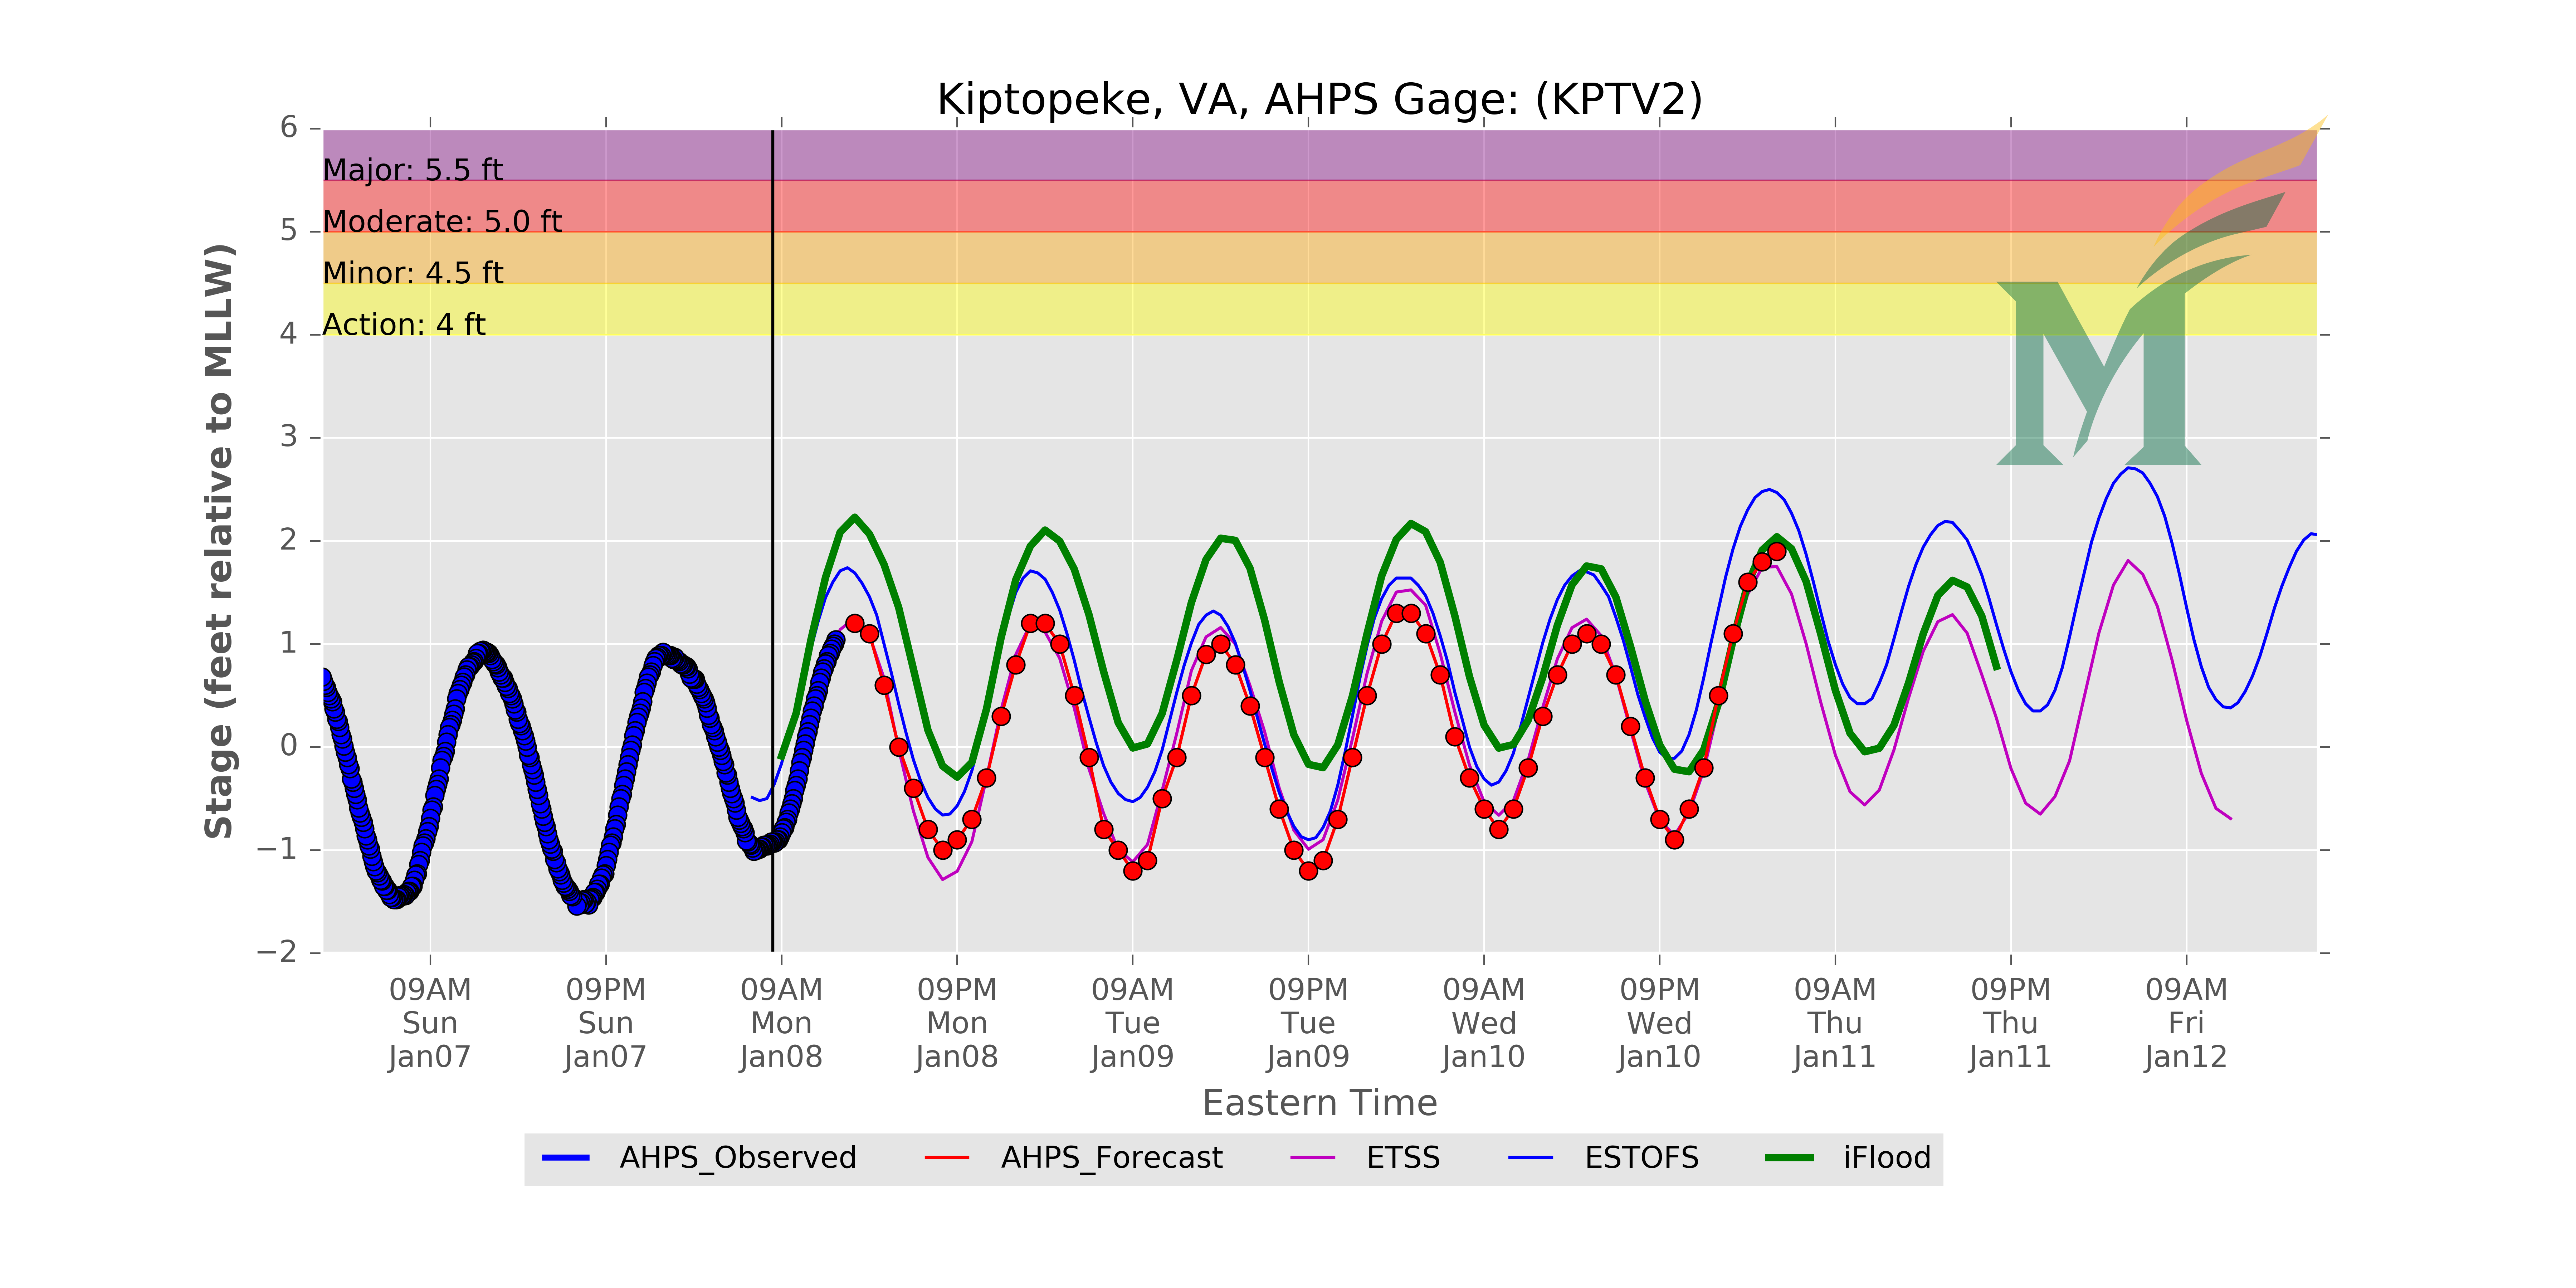 Kiptopeke, VA, AHPS Gage: (KPTV2)
Stage (feet relative to MLLW)
6
5
4
3
2
1
0
−1
−2
Major: 5.5 ft
Moderate: 5.0 ft
Minor: 4.5 ft
Action: 4 ft
M
09AM 09PM 09AM 09PM 09AM 09PM 09AM 09PM 09AM 09PM 09AM
Sun Sun Mon Mon Tue Tue Wed Wed Thu Thu Fri
Jan07 Jan07 Jan08 Jan08 Jan09 Jan09 Jan10 Jan10 Jan11 Jan11 Jan12
Eastern Time
AHPS_Observed AHPS_Forecast ETSS ESTOFS iFlood